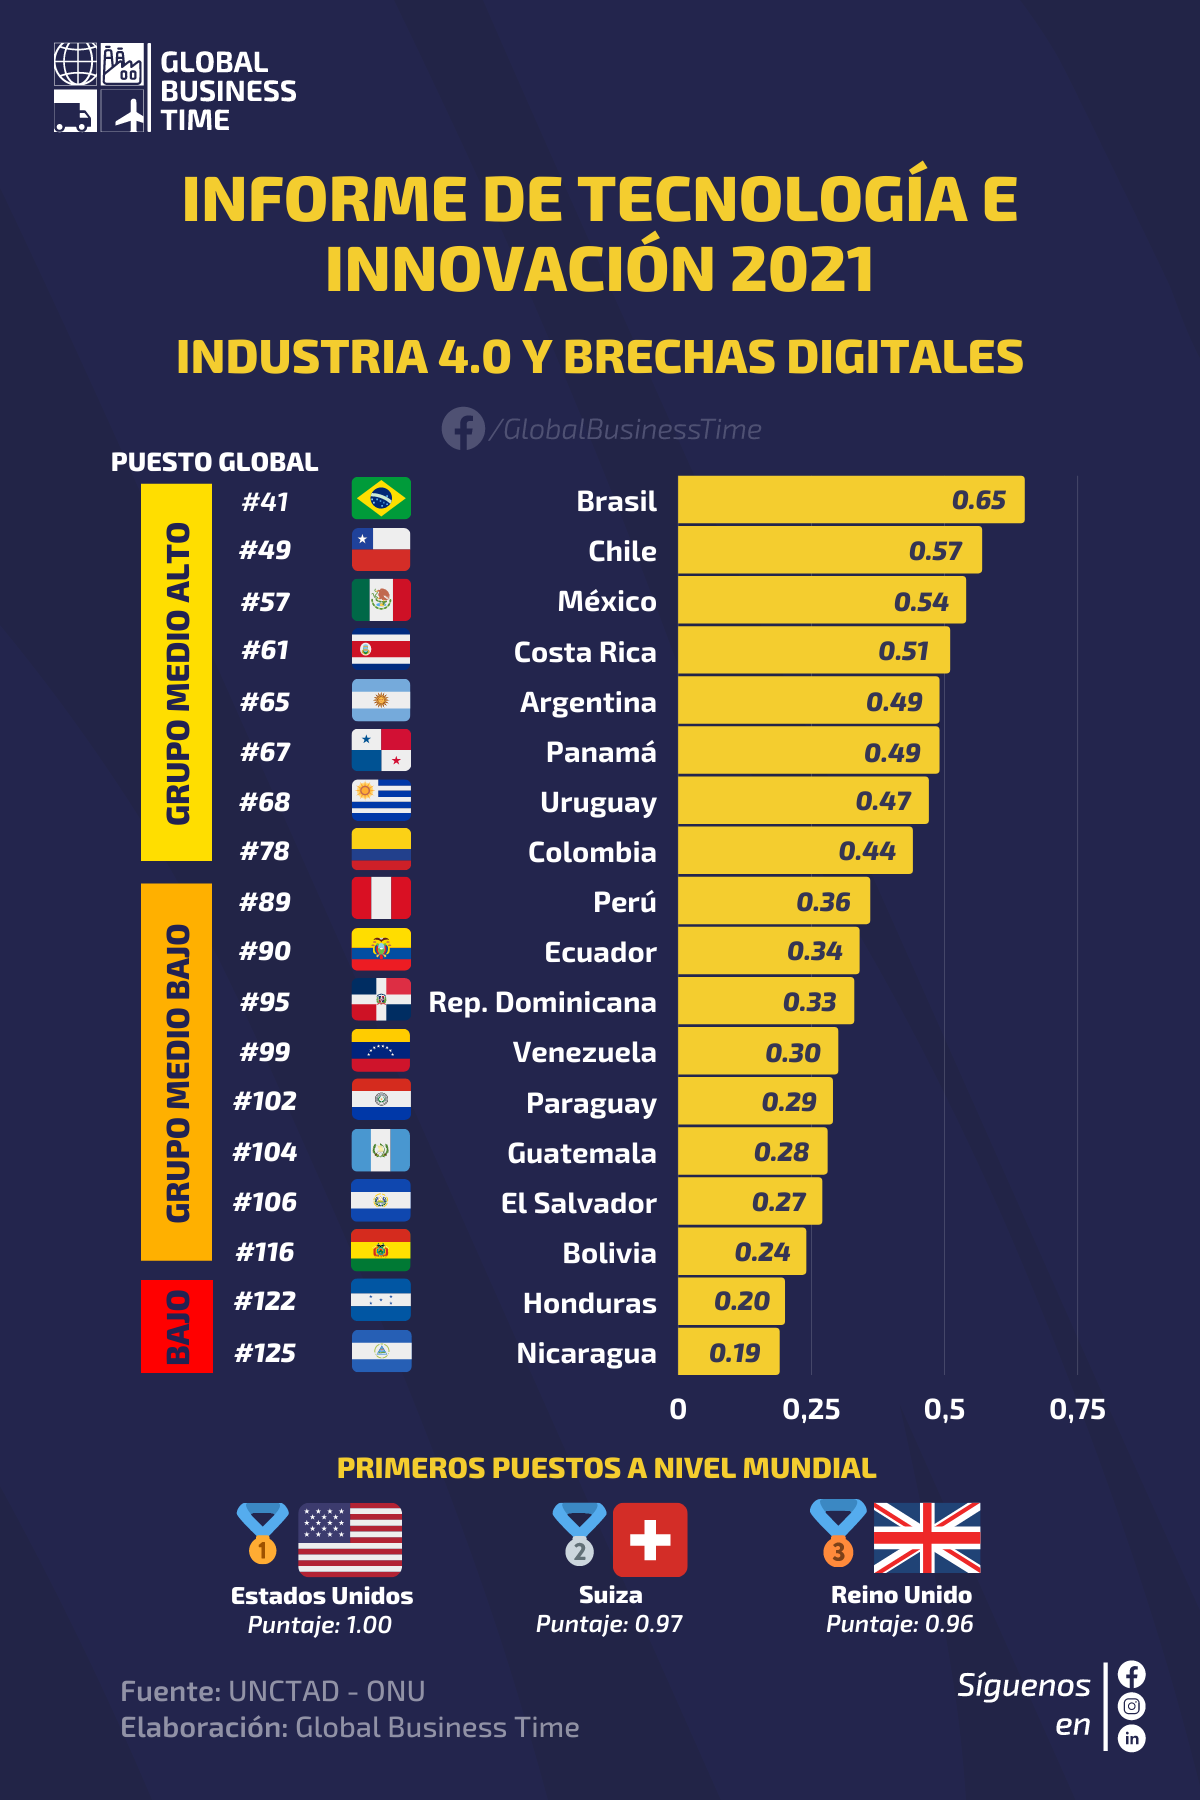 GLOBAL
BUSINESS
TIME
INFORME DE TECNOLOGÍA E
INNOVACIÓN 2021
INDUSTRIA 4.0 Y BRECHAS DIGITALES
/GlobalBusinessTime
PUESTO GLOBAL
GRUPO MEDIO ALTO
#41 Brasil 0.65
#49 Chile 0.57
#57 México 0.54
#61 Costa Rica 0.51
#65 Argentina 0.49
#67 Panamá 0.49
#68 Uruguay 0.47
#78 Colombia 0.44
GRUPO MEDIO BAJO
#89 Perú 0.36
#90 Ecuador 0.34
#95 Rep. Dominicana 0.33
#99 Venezuela 0.30
#102 Paraguay 0.29
#104 Guatemala 0.28
#106 El Salvador 0.27
#116 Bolivia 0.24
BAJO
#122 Honduras 0.20
#125 Nicaragua 0.19
0 0,25 0,5 0,75
PRIMEROS PUESTOS A NIVEL MUNDIAL
1 2 3
Estados Unidos Suiza Reino Unido
Puntaje: 1.00 Puntaje: 0.97 Puntaje: 0.96
Fuente: UNCTAD - ONU
Elaboración: Global Business Time
Síguenos
en
in